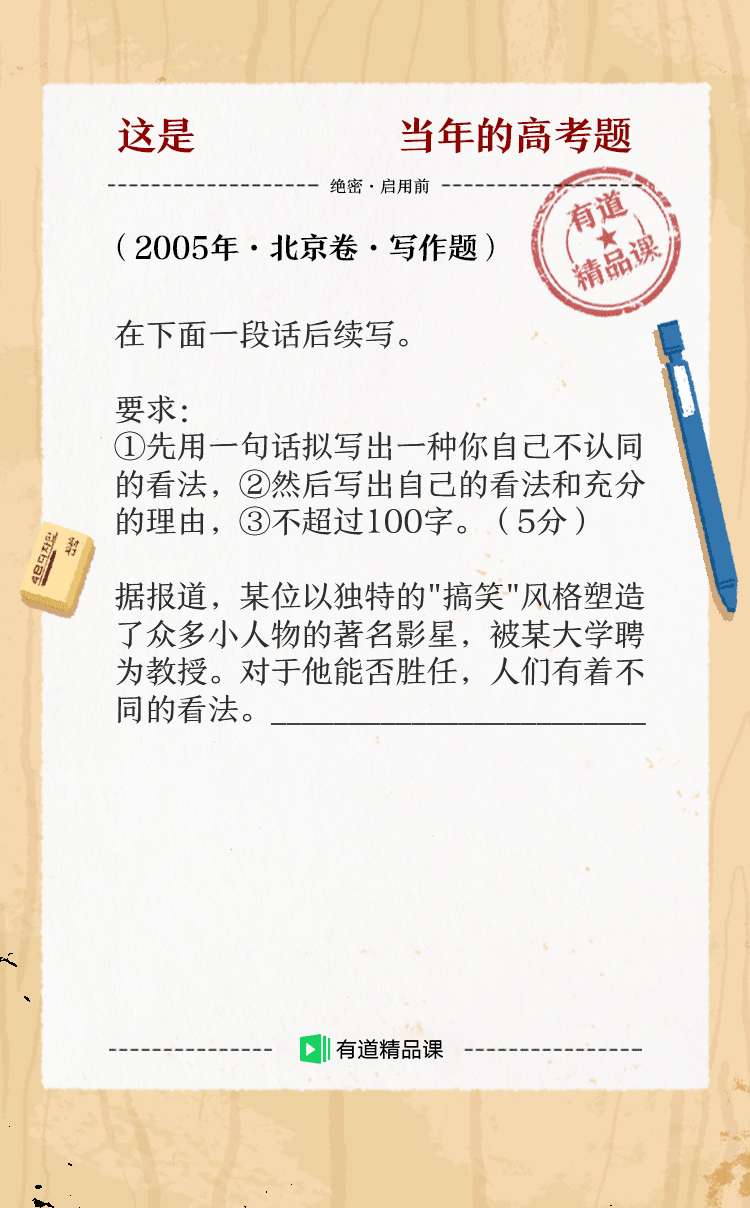 这是 当年的高考题
绝密·启用前
有道
精品课
（2005年·北京卷·写作题）
在下面一段话后续写。
要求：
①先用一句话拟写出一种你自己不认同
的看法，②然后写出自己的看法和充分
的理由，③不超过100字。（5分）
据报道，某位以独特的"搞笑"风格塑造
了众多小人物的著名影星，被某大学聘
为教授。对于他能否胜任，人们有着不
同的看法。________________________
有道精品课